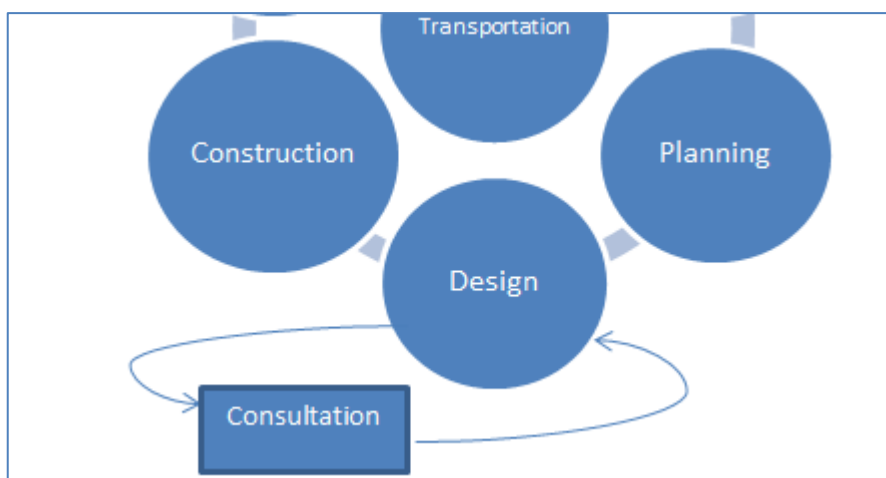 Transportation
Construction
Planning
Design
Consultation